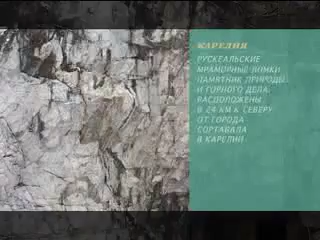 КАРЕЛИЯ
РУСКЕАЛЬСКИЕ
МРАМОРНЫЕ ЛОМКИ
ПАМЯТНИК ПРИРОДЫ
И ГОРНОГО ДЕЛА.
РАСПОЛОЖЕНЫ
В 24 КМ К СЕВЕРУ
ОТ ГОРОДА
СОРТАВАЛА
В КАРЕЛИИ